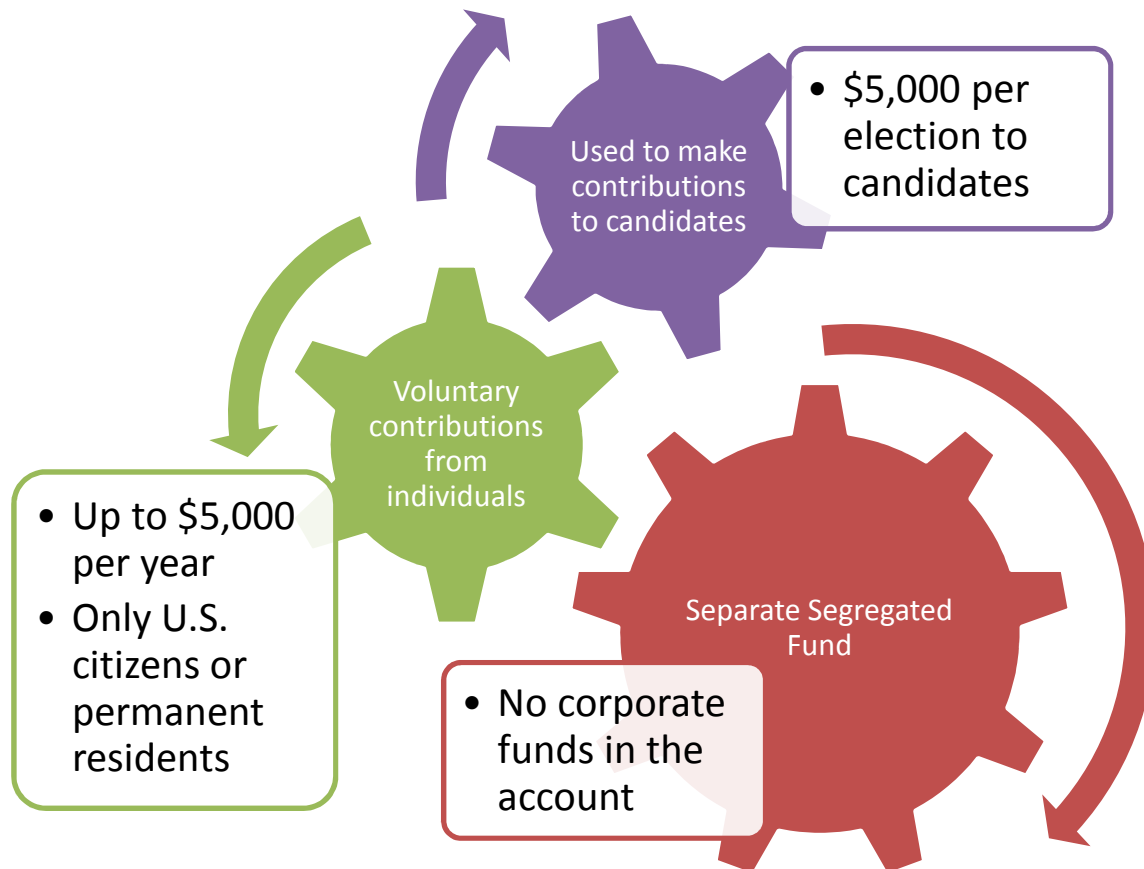 Used to make
contributions
to candidates
• $5,000 per
election to
candidates
Voluntary
contributions
from
individuals
• Up to $5,000
per year
• Only U.S.
citizens or
permanent
residents
Separate Segregated
Fund
• No corporate
funds in the
account